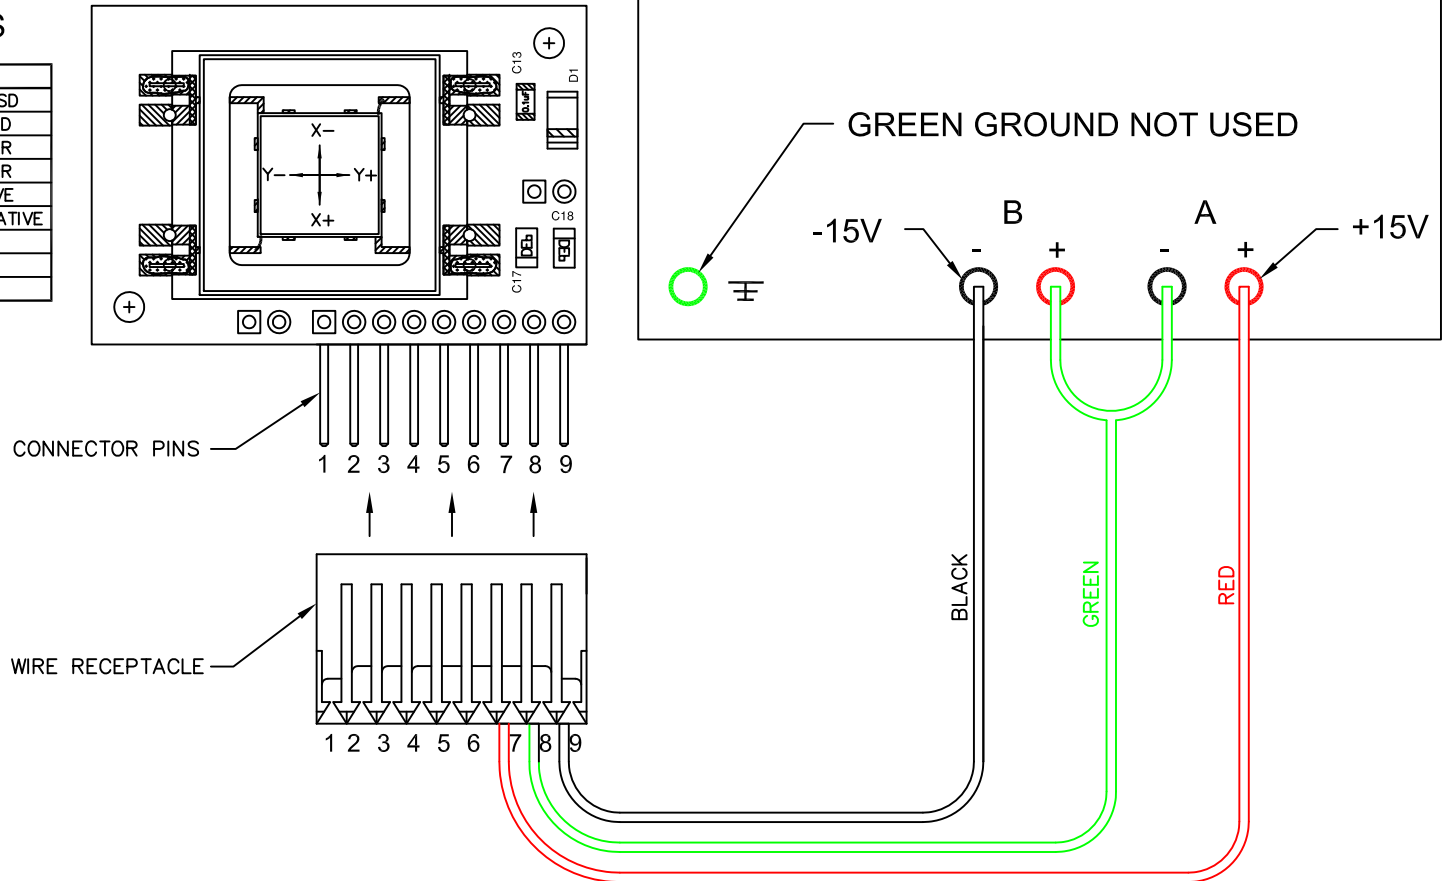 S
SD
D
R
R
VE
ATIVE
C13
0.1uF
D1
X-
Y-
Y+
X+
C18
C17
CONNECTOR PINS
1 2 3 4 5 6 7 8 9
WIRE RECEPTACLE
1 2 3 4 5 6 7 8 9
GREEN GROUND NOT USED
B
A
-15V
- + - +
+15V
BLACK
GREEN
RED